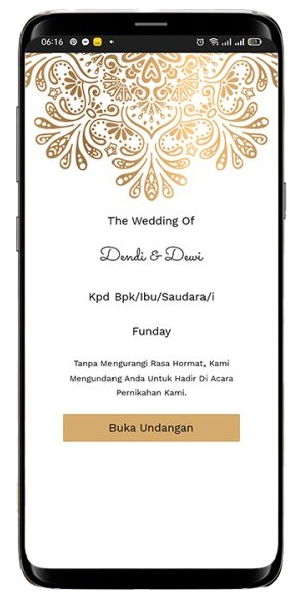 06:16
The Wedding Of
Dendi & Dewi
Kpd Bpk/Ibu/Saudara/i
Funday
Tanpa Mengurangi Rasa Hormat, Kami
Mengundang Anda Untuk Hadir Di Acara
Pernikahan Kami.
Buka Undangan